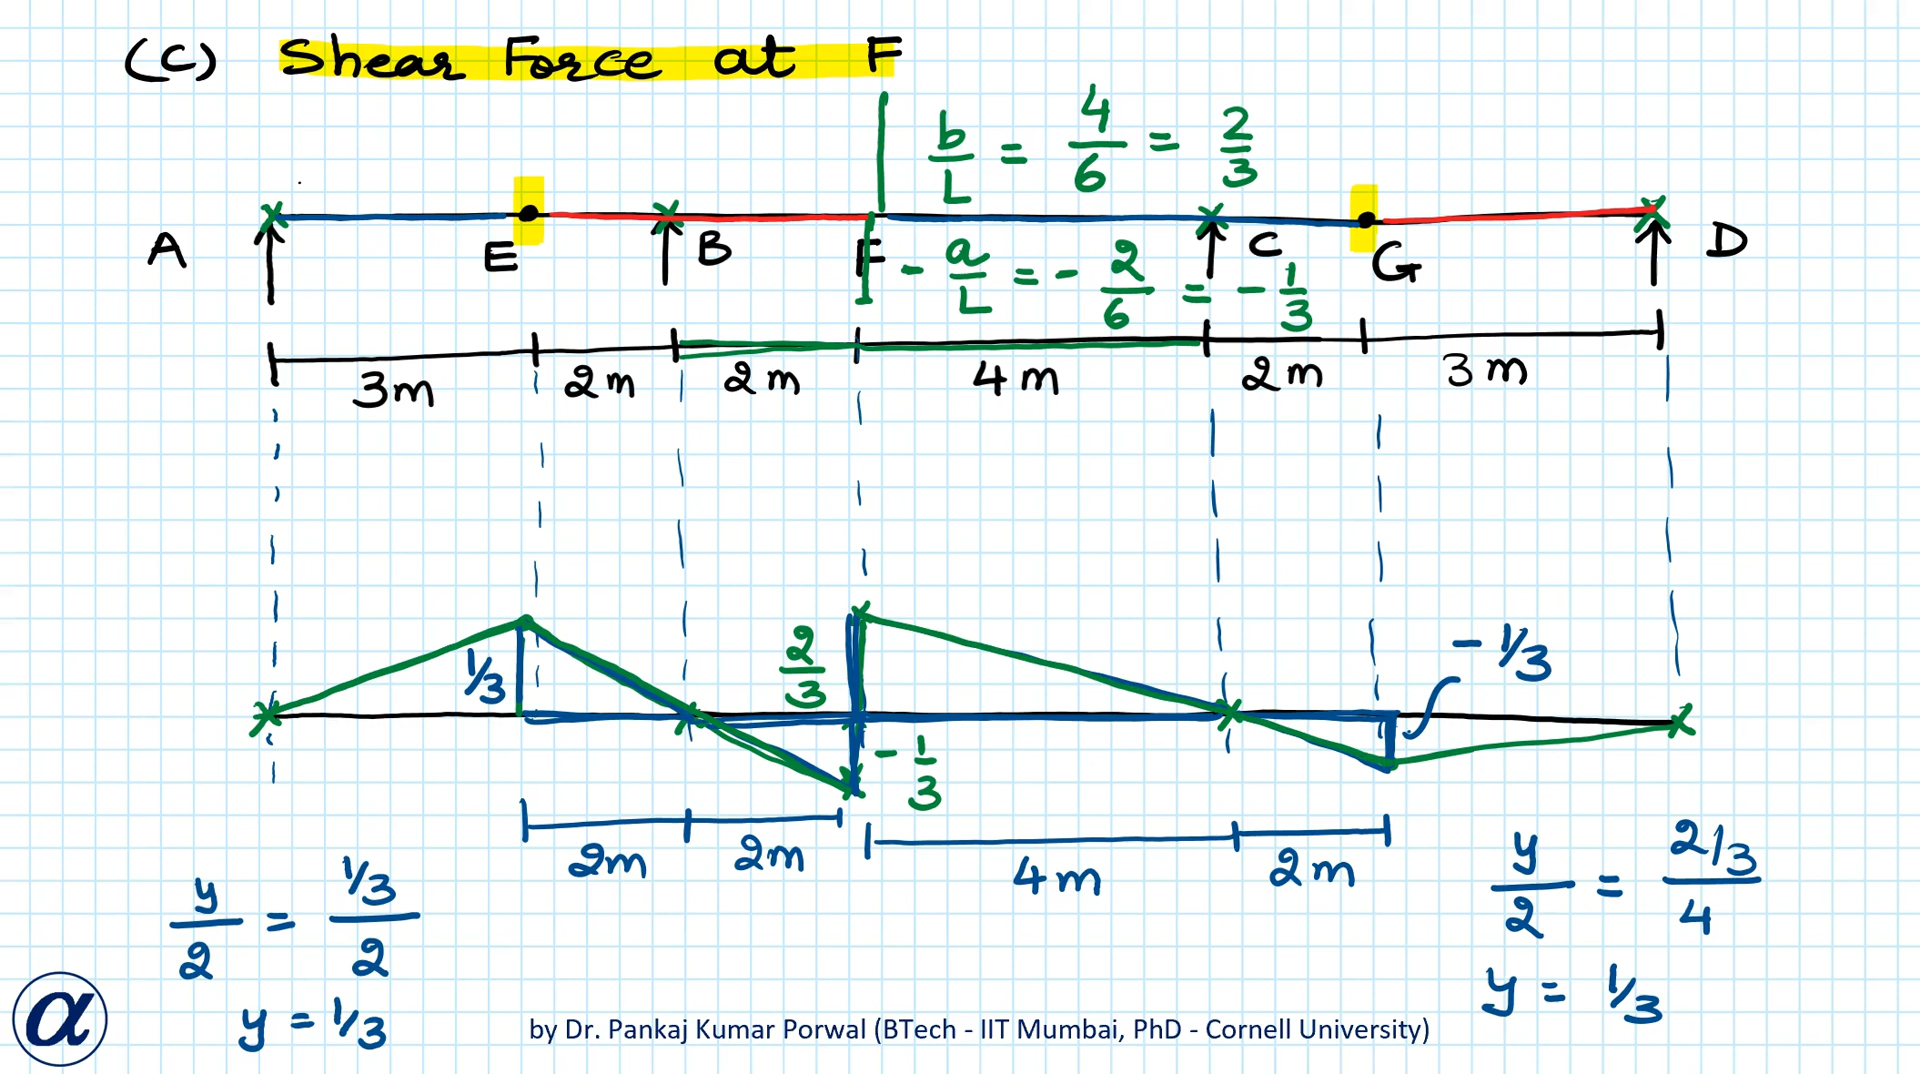 (C) Shear Force at F
b/L = 4/6 = 2/3
A E B F C G D
- a/L = - 2/6 = - 1/3
3m 2m 2m 4m 2m 3m
1/3 2/3 - 1/3 - 1/3
2m 2m 4m 2m
y/2 = 1/3/2
y = 1/3
y/2 = 2/3/4
y = 1/3
α
by Dr. Pankaj Kumar Porwal (BTech - IIT Mumbai, PhD - Cornell University)